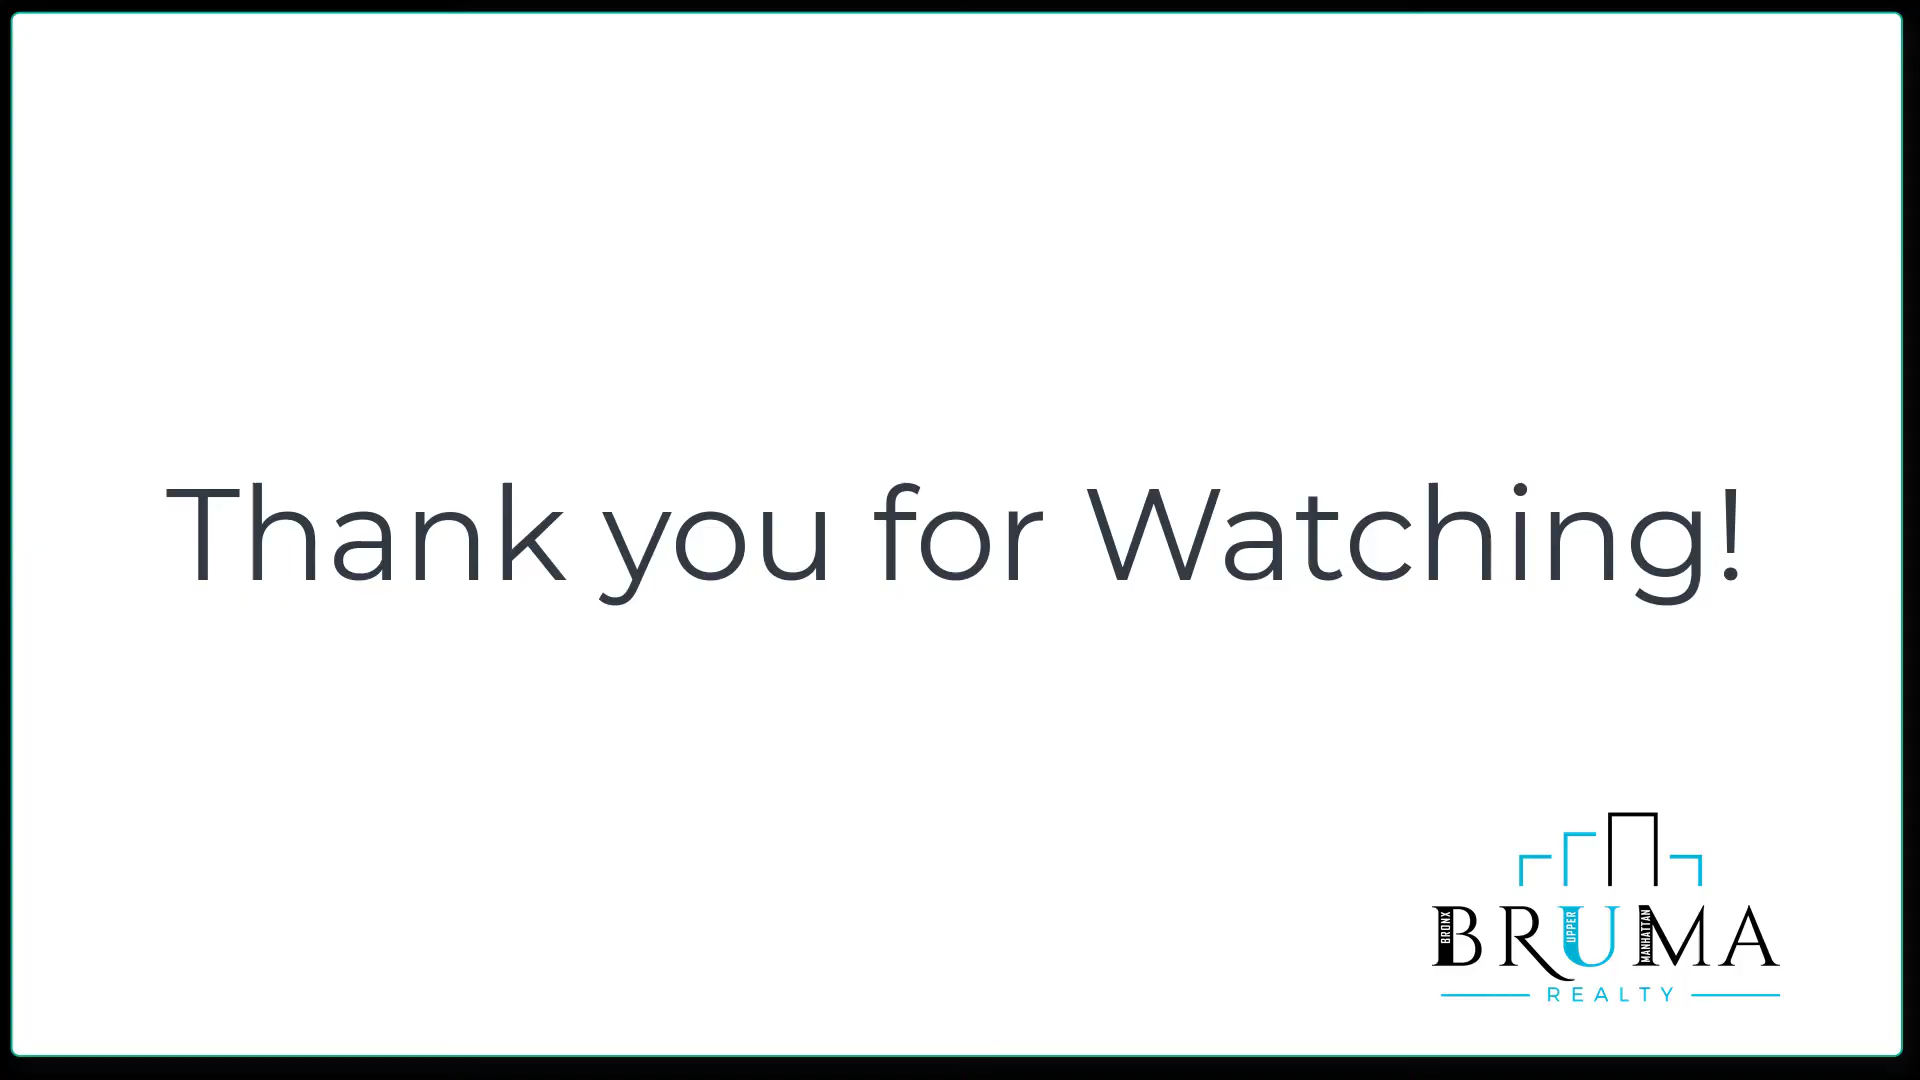 Thank you for Watching!
BRONX
UPPER
MANHATTAN
BRUMA
REALTY